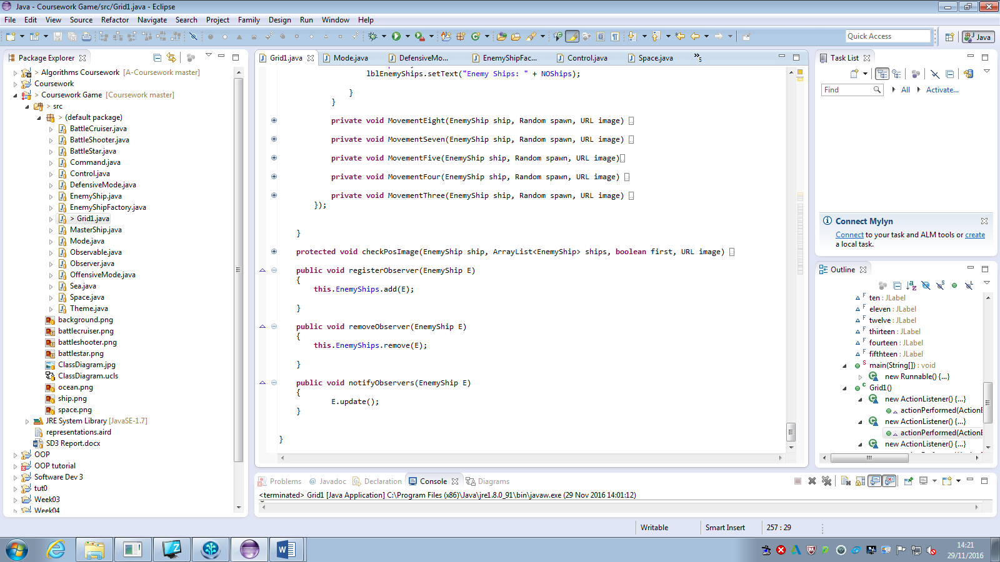 Java - Coursework Game/src/Grid1.java - Eclipse
File Edit View Source Refactor Navigate Search Project Family Design Run Window Help
Quick Access
Java
Package Explorer
> Algorithms Coursework [A-Coursework master]
Coursework
> Coursework Game [Coursework master]
> src
> (default package)
BattleCruiser.java
BattleShooter.java
BattleStar.java
Command.java
Control.java
DefensiveMode.java
EnemyShip.java
EnemyShipFactory.java
> Grid1.java
MasterShip.java
Mode.java
Observable.java
Observer.java
OffensiveMode.java
Sea.java
Space.java
Theme.java
background.png
battlecruiser.png
battleshooter.png
battlestar.png
ClassDiagram.jpg
ClassDiagram.ucls
ocean.png
ship.png
space.png
JRE System Library [JavaSE-1.7]
representations.aird
SD3 Report.docx
OOP
OOP tutorial
Software Dev 3
tut0
Week03
Week04
Grid1.java Mode.java DefensiveMo... EnemyShipFac... Control.java Space.java »5
lblEnemyShips.setText("Enemy Ships: " + NOShips);
}
}
private void MovementEight(EnemyShip ship, Random spawn, URL image)
private void MovementSeven(EnemyShip ship, Random spawn, URL image)
private void MovementFive(EnemyShip ship, Random spawn, URL image)
private void MovementFour(EnemyShip ship, Random spawn, URL image)
private void MovementThree(EnemyShip ship, Random spawn, URL image)
});
}
protected void checkPosImage(EnemyShip ship, ArrayList<EnemyShip> ships, boolean first, URL image)
public void registerObserver(EnemyShip E)
{
this.EnemyShips.add(E);
}
public void removeObserver(EnemyShip E)
{
this.EnemyShips.remove(E);
}
public void notifyObservers(EnemyShip E)
{
E.update();
}
}
Task List
Find
All
Activate...
Connect Mylyn
Connect to your task and ALM tools or create
a local task.
Outline
ten : JLabel
eleven : JLabel
twelve : JLabel
thirteen : JLabel
fourteen : JLabel
fifthteen : JLabel
main(String[]) : void
new Runnable() {...}
Grid1()
new ActionListener() {...}
actionPerformed(ActionE
new ActionListener() {...}
actionPerformed(ActionE
new ActionListener() {...}
Problems @ Javadoc Declaration Console Diagrams
<terminated> Grid1 [Java Application] C:\Program Files (x86)\Java\jre1.8.0_91\bin\javaw.exe (29 Nov 2016 14:01:12)
Writable Smart Insert 257 : 29
14:21
29/11/2016